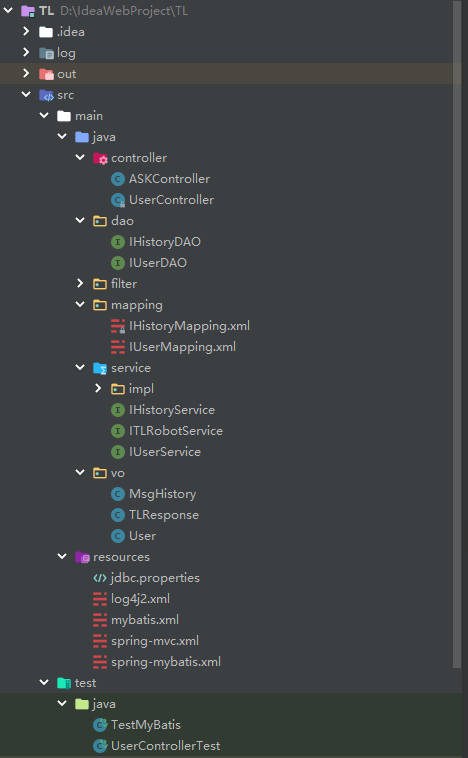 TL D:\IdeaWebProject\TL
.idea
log
out
src
main
java
controller
ASKController
UserController
dao
IHistoryDAO
IUserDAO
filter
mapping
IHistoryMapping.xml
IUserMapping.xml
service
impl
IHistoryService
ITLRobotService
IUserService
vo
MsgHistory
TLResponse
User
resources
jdbc.properties
log4j2.xml
mybatis.xml
spring-mvc.xml
spring-mybatis.xml
test
java
TestMyBatis
UserControllerTest